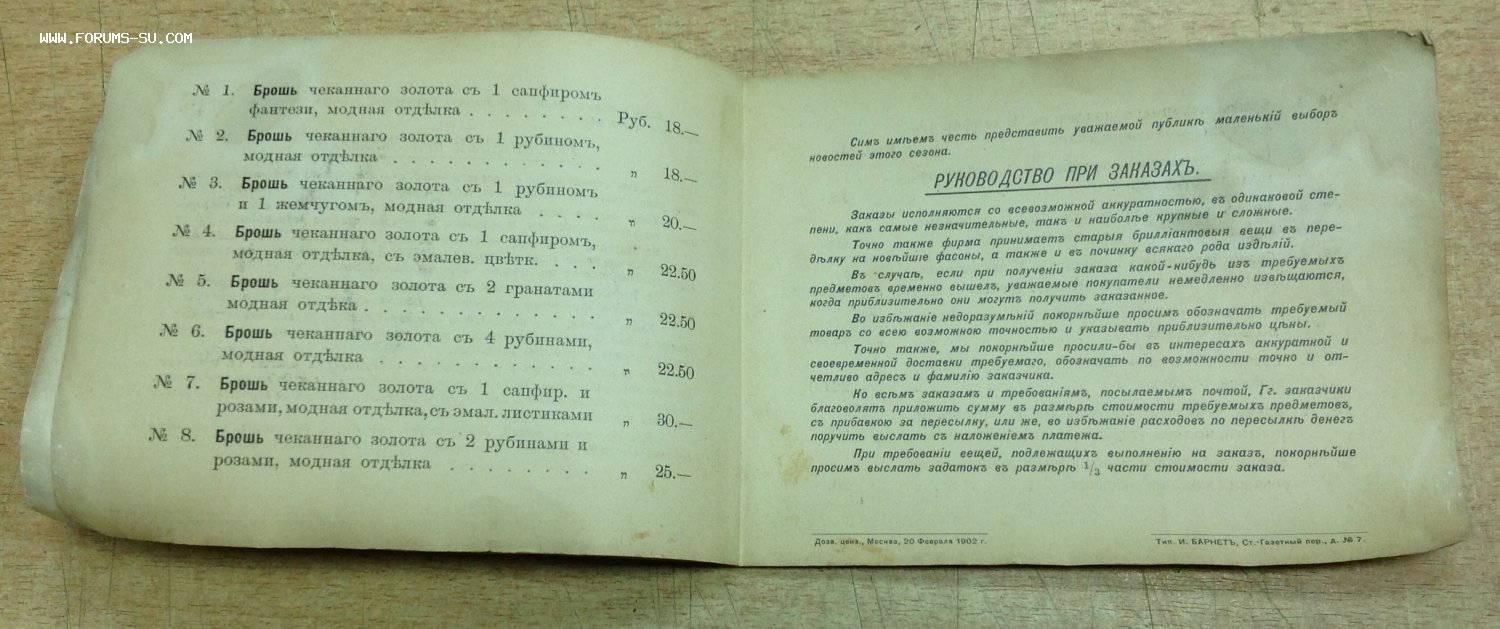 WWW.FORUMS-SU.COM
№ 1. Брошь чеканнаго золота съ 1 сапфиромъ
фантези, модная отдѣлка . . . . . . . . Руб. 18.—
№ 2. Брошь чеканнаго золота съ 1 рубиномъ,
модная отдѣлка . . . . . . . . . . . . „ 18.—
№ 3. Брошь чеканнаго золота съ 1 рубиномъ
и 1 жемчугомъ, модная отдѣлка . . . . „ 20.—
№ 4. Брошь чеканнаго золота съ 1 сапфиромъ,
модная отдѣлка, съ эмалев. цвѣтк. . . . „ 22.50
№ 5. Брошь чеканнаго золота съ 2 гранатами
модная отдѣка . . . . . . . . . . . . . „ 22.50
№ 6. Брошь чеканнаго золота съ 4 рубинами,
модная отдѣлка . . . . . . . . . . . . „ 22.50
№ 7. Брошь чеканнаго золота съ 1 сапфир. и
розами, модная отдѣлка, съ эмал. листиками „ 30.—
№ 8. Брошь чеканнаго золота съ 2 рубинами и
розами, модная отдѣлка . . . . . . . . „ 25.—
Симъ имѣемъ честь представить уважаемой публикѣ маленькій выборъ
новостей этого сезона.
РУКОВОДСТВО ПРИ ЗАКАЗАХЪ.
Заказы исполняются со всевозможной аккуратностью, въ одинаковой сте-
пени, какъ самые незначительные, такъ и наиболѣе крупные и сложные.
Точно также фирма принимаетъ старыя брилліантовыя вещи въ пере-
дѣлку на новѣйшіе фасоны, а также и въ починку всякаго рода издѣлій.
Въ случаѣ, если при полученіи заказа какой-нибудь изъ требуемыхъ
предметовъ временно вышелъ, уважаемые покупатели немедленно извѣщаются,
когда приблизительно они могутъ получить заказанное.
Во избѣжаніе недоразумѣній покорнѣйше просимъ обозначать требуемый
товаръ со всею возможною точностью и указывать приблизительно цѣны.
Точно также, мы покорнѣйше просили-бы въ интересахъ аккуратной и
своевременной доставки требуемаго, обозначать по возможности точно и от-
четливо адресъ и фамилію заказчика.
Ко всѣмъ заказамъ и требованіямъ, посылаемымъ почтой, Гг. заказчики
благоволятъ приложить сумму въ размѣрѣ стоимости требуемыхъ предметовъ,
съ прибавкою за пересылку, или же, во избѣжаніе расходовъ по пересылкѣ денегъ
поручить выслать съ наложеніемъ платежа.
При требованіи вещей, подлежащихъ выполненію на заказъ, покорнѣйше
просимъ выслать задатокъ въ размѣрѣ 1/3 части стоимости заказа.
Дозв. ценз., Москва, 20 Февраля 1902 г.
Тип. И. БАРНЕТЪ, Ст.-Газетный пер., д. № 7.